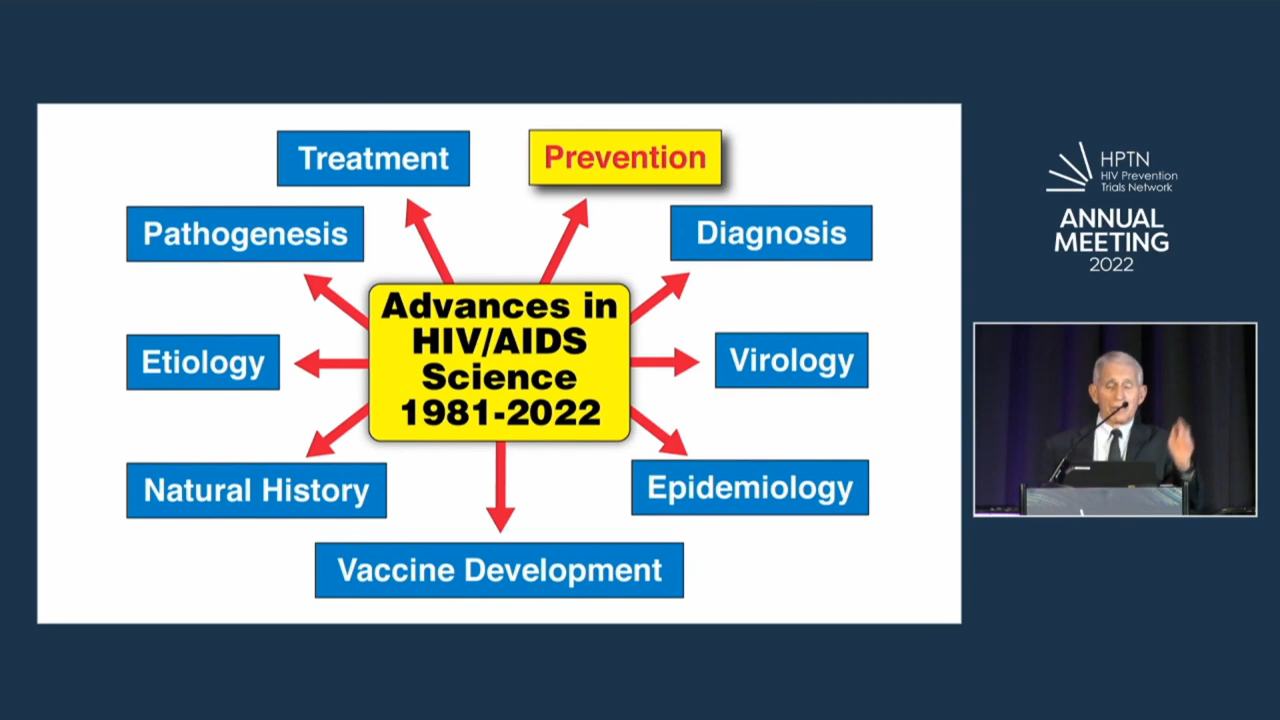 Treatment
Prevention
Pathogenesis
Diagnosis
Advances in
HIV/AIDS
Science
1981-2022
Etiology
Virology
Natural History
Epidemiology
Vaccine Development
HPTN
HIV Prevention
Trials Network
ANNUAL
MEETING
2022